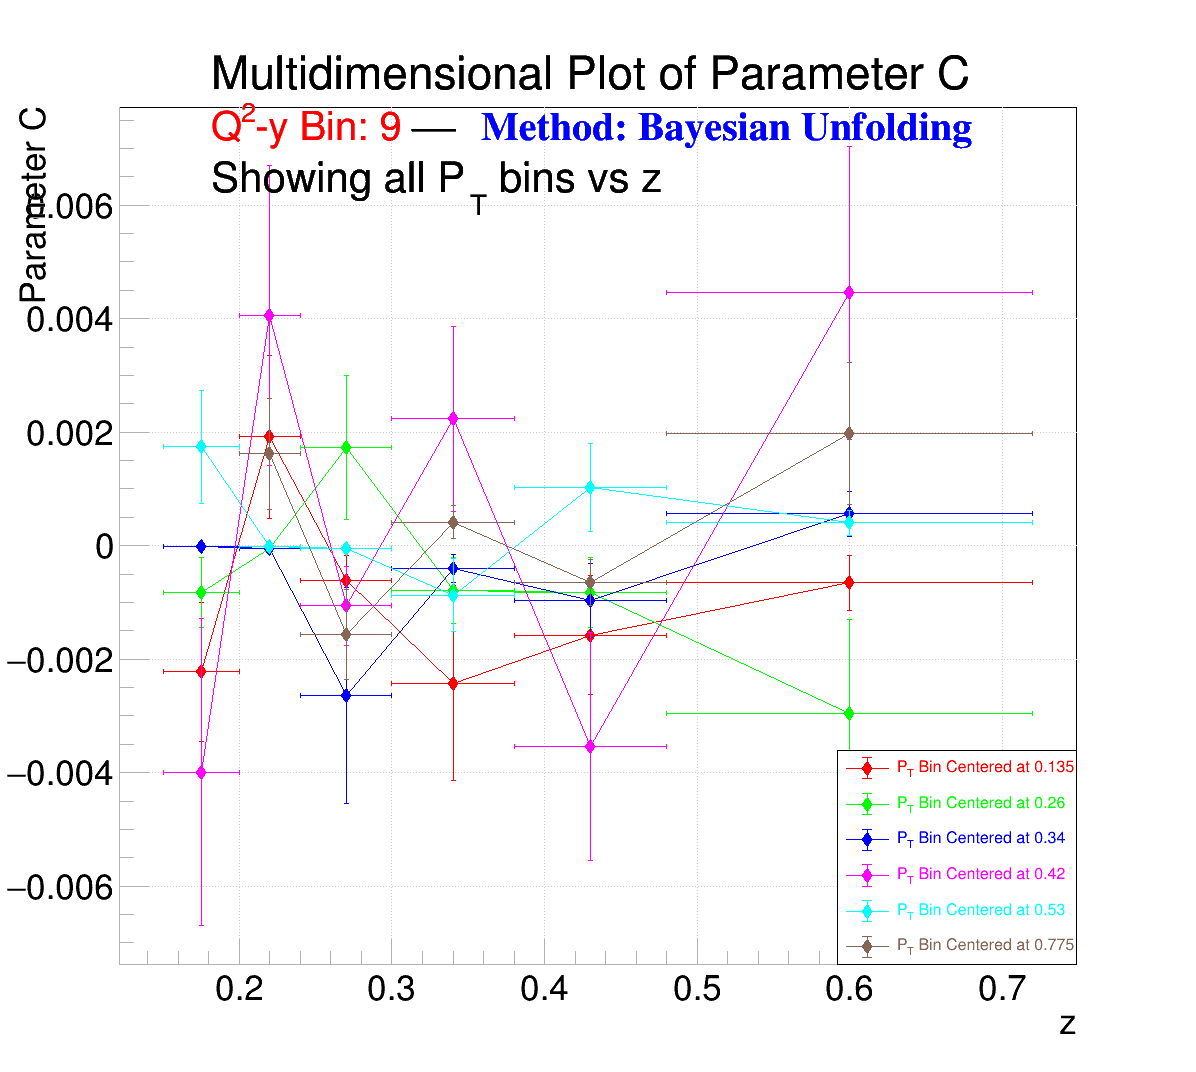 Multidimensional Plot of Parameter C
Q²-y Bin: 9 — Method: Bayesian Unfolding
Showing all P_T bins vs z
Parameter C
0.006
0.004
0.002
0
−0.002
−0.004
−0.006
P_T Bin Centered at 0.135
P_T Bin Centered at 0.26
P_T Bin Centered at 0.34
P_T Bin Centered at 0.42
P_T Bin Centered at 0.53
P_T Bin Centered at 0.775
0.2 0.3 0.4 0.5 0.6 0.7
z